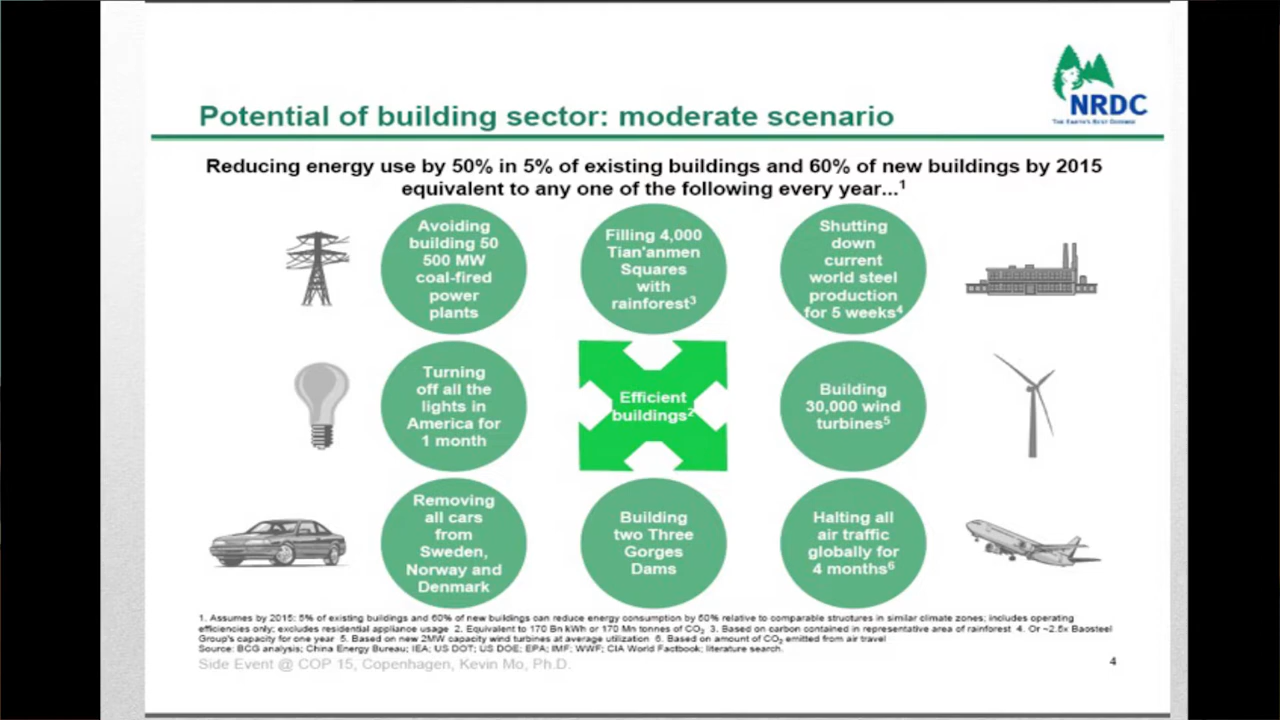 NRDC
THE EARTH'S BEST DEFENSE
Potential of building sector: moderate scenario
Reducing energy use by 50% in 5% of existing buildings and 60% of new buildings by 2015
equivalent to any one of the following every year...1
Avoiding
building 50
500 MW
coal-fired
power
plants
Filling 4,000
Tian'anmen
Squares
with
rainforest3
Shutting
down
current
world steel
production
for 5 weeks4
Turning
off all the
lights in
America for
1 month
Efficient
buildings2
Building
30,000 wind
turbines5
Removing
all cars
from
Sweden,
Norway and
Denmark
Building
two Three
Gorges
Dams
Halting all
air traffic
globally for
4 months6
1. Assumes by 2015: 5% of existing buildings and 60% of new buildings can reduce energy consumption by 50% relative to comparable structures in similar climate zones; includes operating
efficiencies only; excludes residential appliance usage 2. Equivalent to 170 Bn kWh or 170 Mn tonnes of CO2 3. Based on carbon contained in representative area of rainforest 4. Or ~2.5x Baosteel
Group's capacity for one year 5. Based on new 2MW capacity wind turbines at average utilization 6. Based on amount of CO2 emitted from air travel
Source: BCG analysis; China Energy Bureau; IEA; US DOT; US DOE; EPA; IMF; WWF; CIA World Factbook; literature search.
Side Event @ COP 15, Copenhagen, Kevin Mo, Ph.D.
4